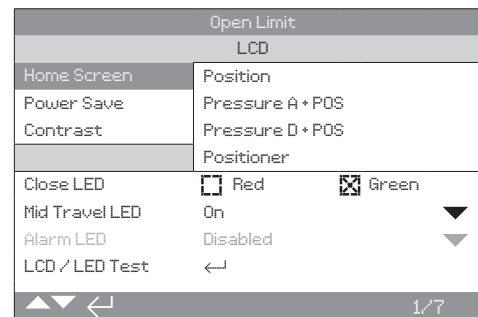 Open Limit
LCD
Home Screen Position
Power Save Pressure A + POS
Contrast Pressure D + POS
Positioner
Close LED Red Green
Mid Travel LED On
Alarm LED Disabled
LCD / LED Test
1/7